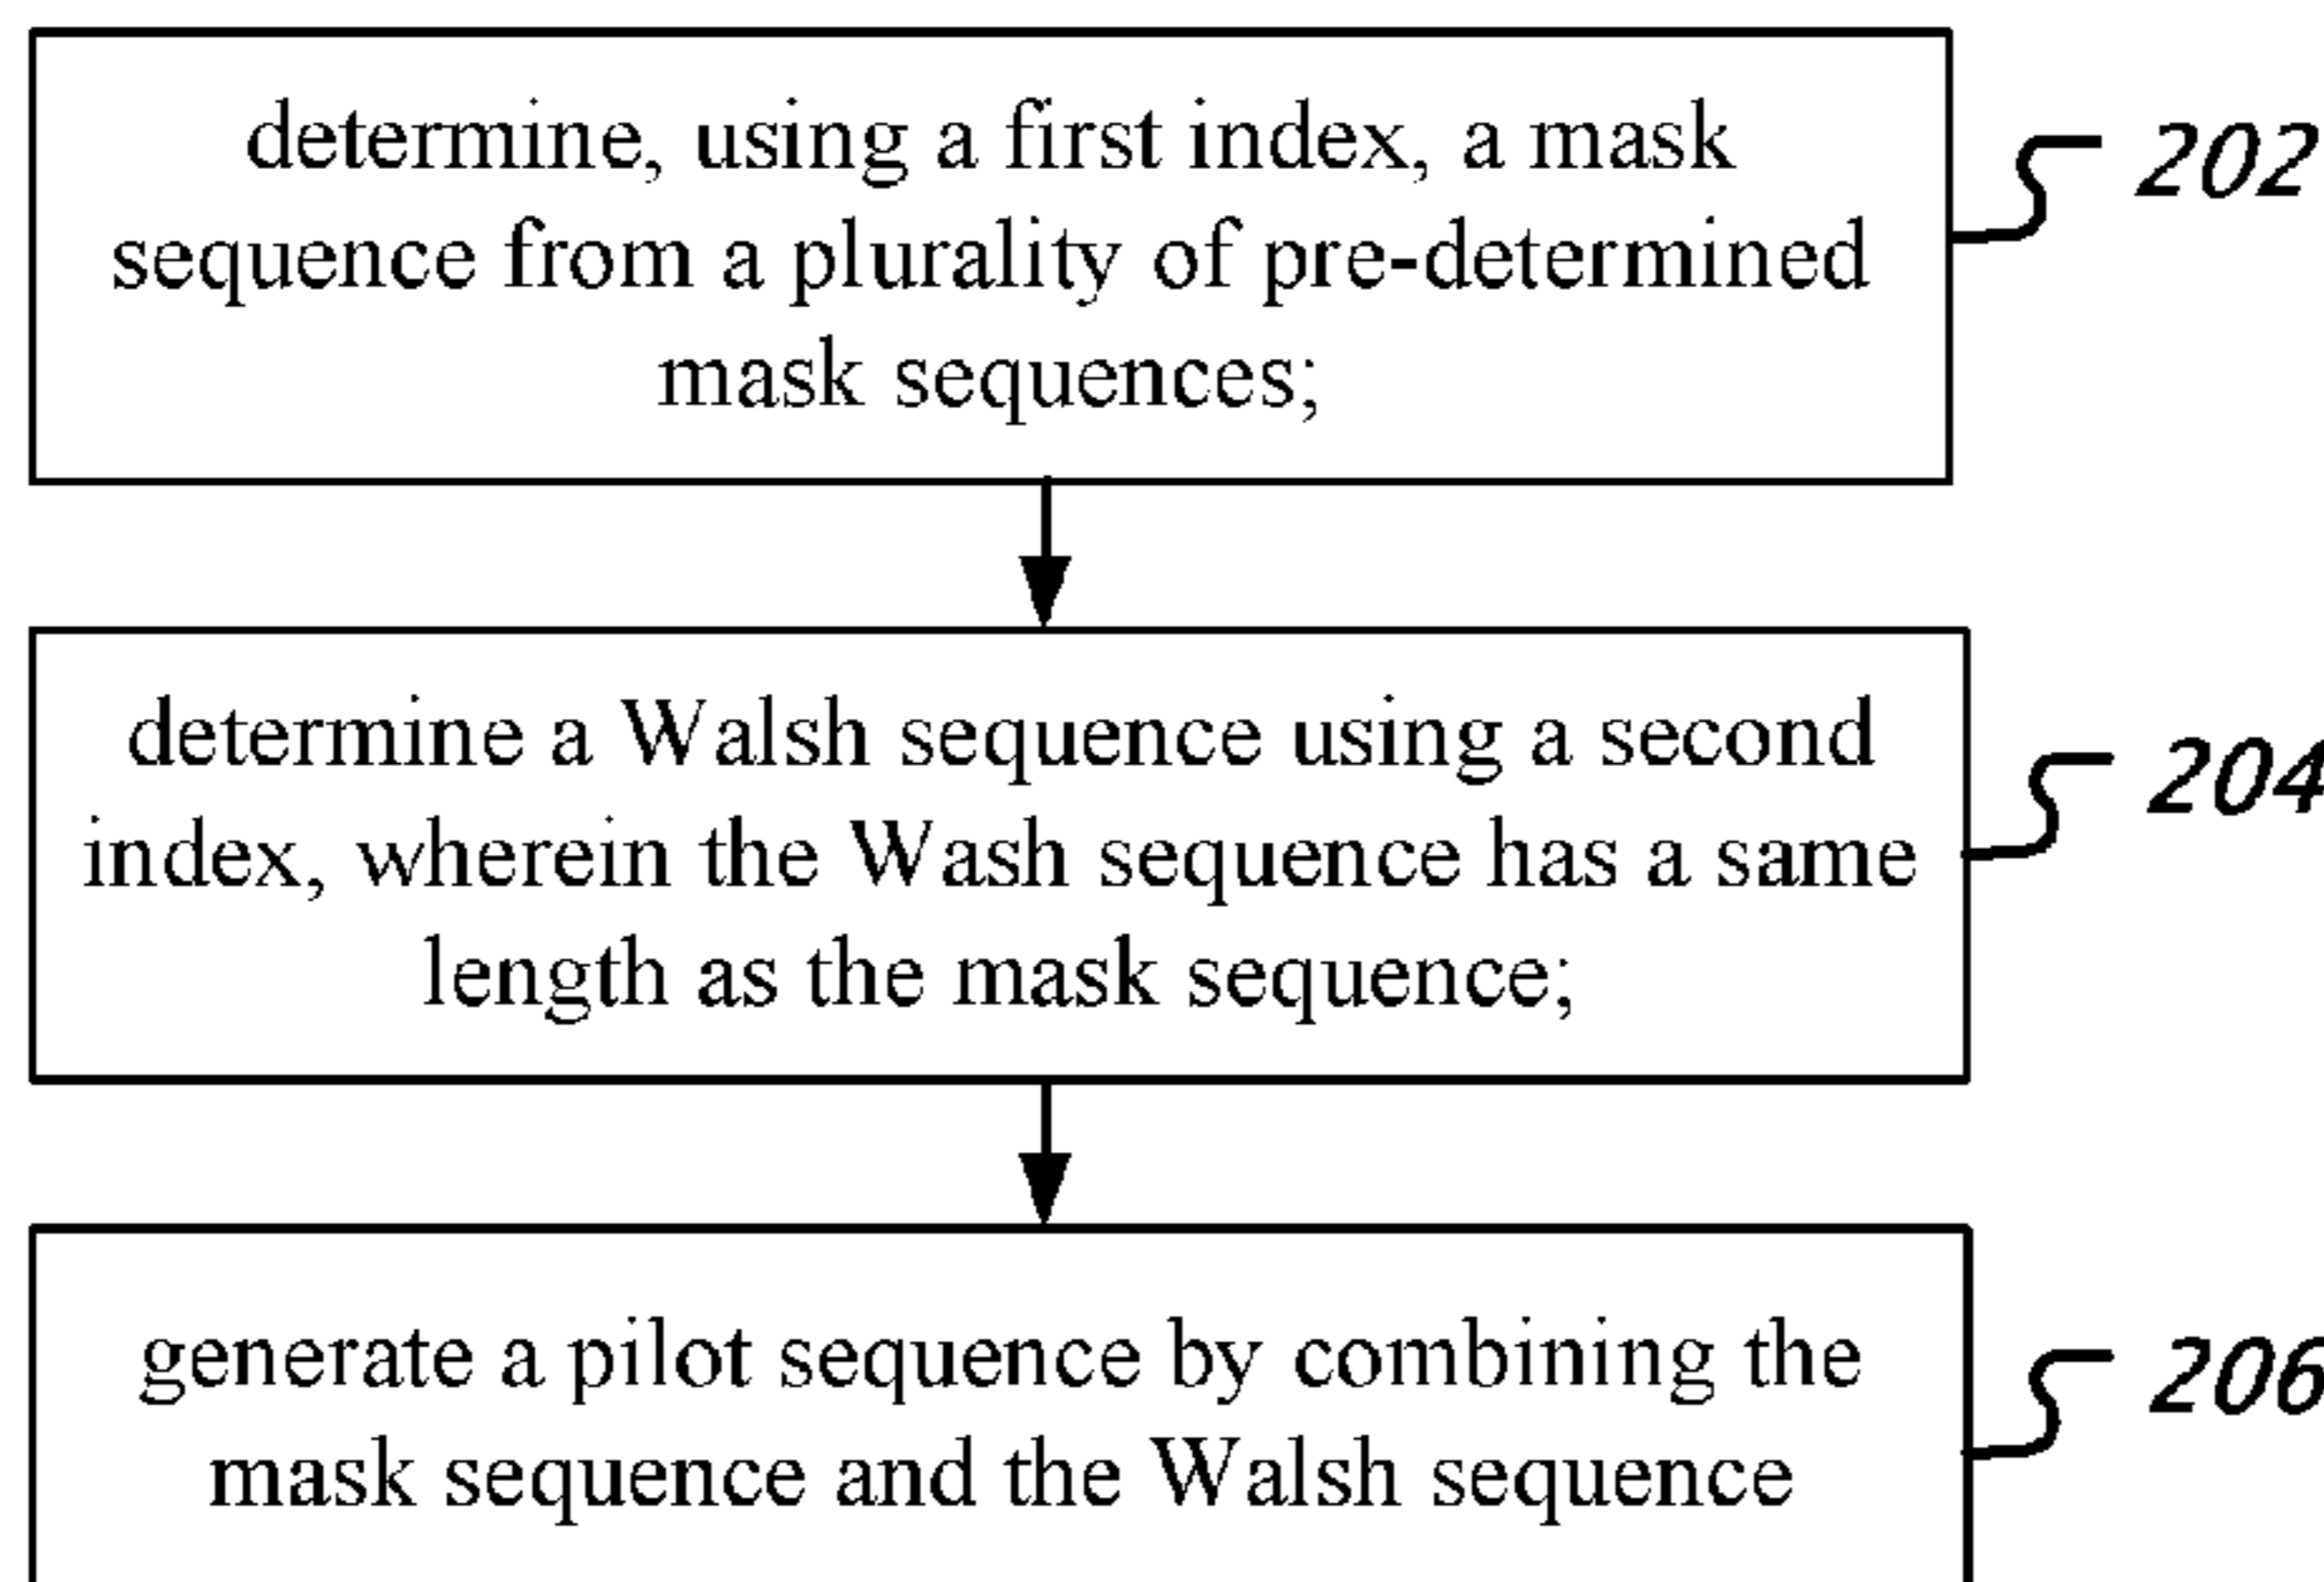 determine, using a first index, a mask
sequence from a plurality of pre-determined
mask sequences;
202
determine a Walsh sequence using a second
index, wherein the Wash sequence has a same
length as the mask sequence;
204
generate a pilot sequence by combining the
mask sequence and the Walsh sequence
206